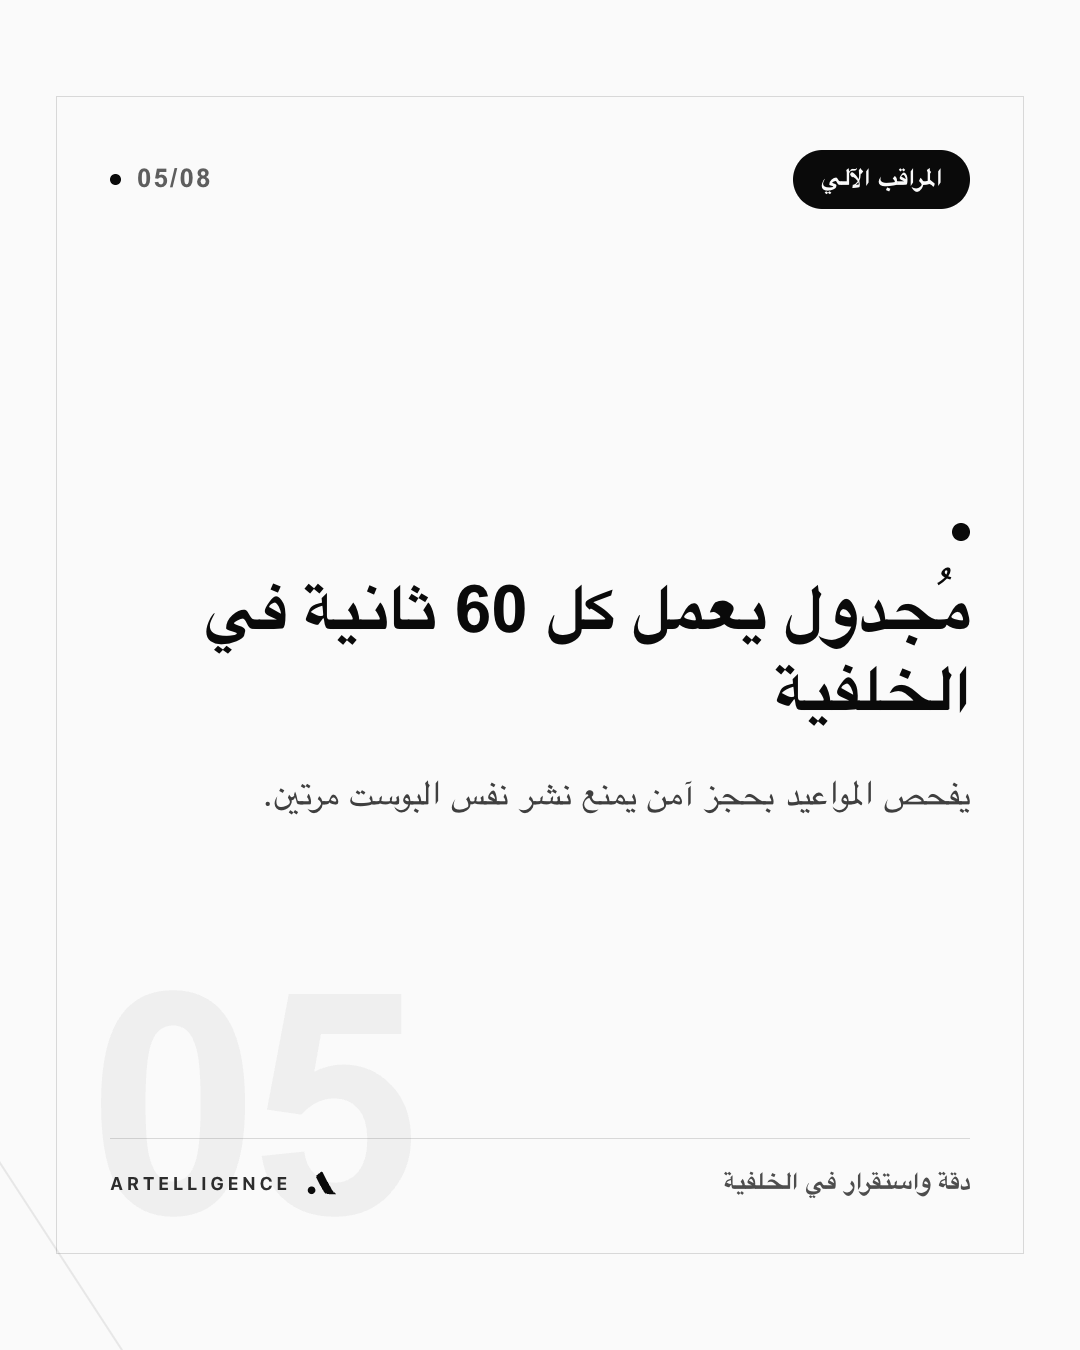 المراقب الآلي
05/08
مُجدول يعمل كل 60 ثانية في
الخلفية
يفحص المواعيد بحجز آمن يمنع نشر نفس البوست مرتين.
05
دقة واستقرار في الخلفية
ARTELLIGENCE